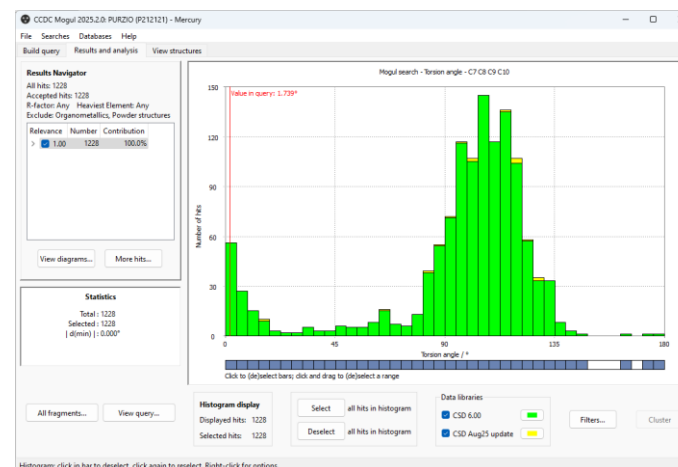 CCDC Mogul 2025.2.0: PURZIO (P212121) - Mercury
File Searches Databases Help
Build query Results and analysis View structures
Results Navigator
All hits: 1228
Accepted hits: 1228
R-factor: Any Heaviest Element: Any
Exclude: Organometallics, Powder structures
Relevance Number Contribution
1.00 1228 100.0%
View diagrams... More hits...
Statistics
Total : 1228
Selected : 1228
| d(min) | : 0.000°
All fragments... View query...
Mogul search - Torsion angle - C7 C8 C9 C10
Value in query: 1.739°
Number of hits
150
120
90
60
30
0
0 45 90 135 180
Torsion angle / °
Click to (de)select bars; click and drag to (de)select a range
Histogram display
Displayed hits: 1228
Selected hits: 1228
Select all hits in histogram
Deselect all hits in histogram
Data libraries
CSD 6.00
CSD Aug25 update
Filters... Cluster
Histogram: click in bar to deselect, click again to reselect. Right-click for options